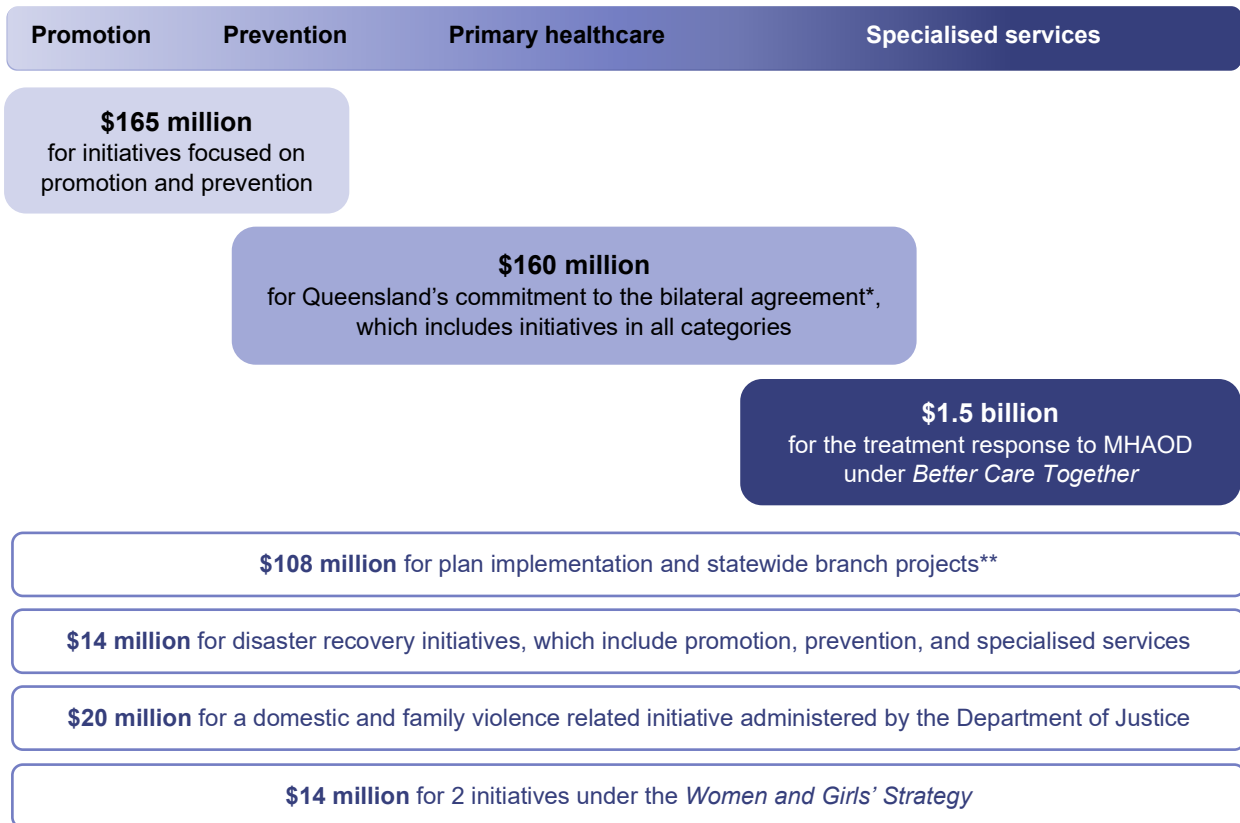 Promotion Prevention Primary healthcare Specialised services
$165 million
for initiatives focused on
promotion and prevention
$160 million
for Queensland’s commitment to the bilateral agreement*,
which includes initiatives in all categories
$1.5 billion
for the treatment response to MHAOD
under Better Care Together
$108 million for plan implementation and statewide branch projects**
$14 million for disaster recovery initiatives, which include promotion, prevention, and specialised services
$20 million for a domestic and family violence related initiative administered by the Department of Justice
$14 million for 2 initiatives under the Women and Girls’ Strategy